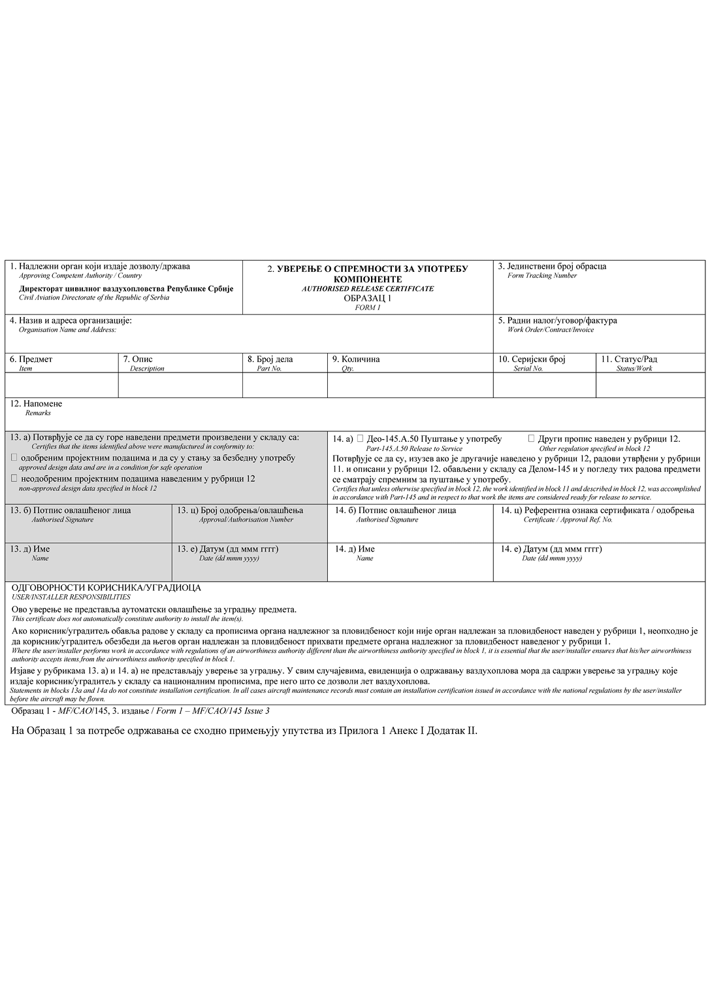 1. Надлежни орган који издаје дозволу/држава
Approving Competent Authority / Country
Директорат цивилног ваздухопловства Републике Србије
Civil Aviation Directorate of the Republic of Serbia
2. УВЕРЕЊЕ О СПРЕМНОСТИ ЗА УПОТРЕБУ
КОМПОНЕНТЕ
AUTHORISED RELEASE CERTIFICATE
ОБРАЗАЦ 1
FORM 1
3. Јединствени број обрасца
Form Tracking Number
4. Назив и адреса организације:
Organisation Name and Address:
5. Радни налог/уговор/фактура
Work Order/Contract/Invoice
6. Предмет
Item
7. Опис
Description
8. Број дела
Part No.
9. Количина
Qty.
10. Серијски број
Serial No.
11. Статус/Рад
Status/Work
12. Напомене
Remarks
13. а) Потврђује се да су горе наведени предмети произведени у складу са:
Certifies that the items identified above were manufactured in conformity to:
☐ одобреним пројектним подацима и да су у стању за безбедну употребу
approved design data and are in a condition for safe operation
☐ неодобреним пројектним подацима наведеним у рубрици 12
non-approved design data specified in block 12
14. а) ☐ Део-145.А.50 Пуштање у употребу ☐ Други пропис наведен у рубрици 12.
Part-145.A.50 Release to Service Other regulation specified in block 12
Потврђује се да су, изузев ако је другачије наведено у рубрици 12, радови утврђени у рубрици
11. и описани у рубрици 12. обављени у складу са Делом-145 и у погледу тих радова предмети
се сматрају спремним за пуштање у употребу.
Certifies that unless otherwise specified in block 12, the work identified in block 11 and described in block 12, was accomplished
in accordance with Part-145 and in respect to that work the items are considered ready for release to service.
13. б) Потпис овлашћеног лица
Authorised Signature
13. ц) Број одобрења/овлашћења
Approval/Authorisation Number
14. б) Потпис овлашћеног лица
Authorised Signature
14. ц) Референтна ознака сертификата / одобрења
Certificate / Approval Ref. No.
13. д) Име
Name
13. е) Датум (дд ммм гггг)
Date (dd mmm yyyy)
14. д) Име
Name
14. е) Датум (дд ммм гггг)
Date (dd mmm yyyy)
ОДГОВОРНОСТИ КОРИСНИКА/УГРАДИОЦА
USER/INSTALLER RESPONSIBILITIES
Ово уверење не представља аутоматски овлашћење за уградњу предмета.
This certificate does not automatically constitute authority to install the item(s).
Ако корисник/уградитељ обавља радове у складу са прописима органа надлежног за пловидбеност који није орган надлежан за пловидбеност наведен у рубрици 1, неопходно је
да корисник/уградитељ обезбеди да његов орган надлежан за пловидбеност прихвати предмете органа надлежног за пловидбеност наведеног у рубрици 1.
Where the user/installer performs work in accordance with regulations of an airworthiness authority different than the airworthiness authority specified in block 1, it is essential that the user/installer ensures that his/her airworthiness
authority accepts items from the airworthiness authority specified in block 1.
Изјаве у рубрикама 13. а) и 14. а) не представљају уверење за уградњу. У свим случајевима, евиденција о одржавању ваздухоплова мора да садржи уверење за уградњу које
издаје корисник/уградитељ у складу са националним прописима, пре него што се дозволи лет ваздухоплова.
Statements in blocks 13a and 14a do not constitute installation certification. In all cases aircraft maintenance records must contain an installation certification issued in accordance with the national regulations by the user/installer
before the aircraft may be flown.
Образац 1 - MF/CAO/145, 3. издање / Form 1 – MF/CAO/145 Issue 3
На Образац 1 за потребе одржавања се сходно примењују упутства из Прилога 1 Анекс I Додатак II.